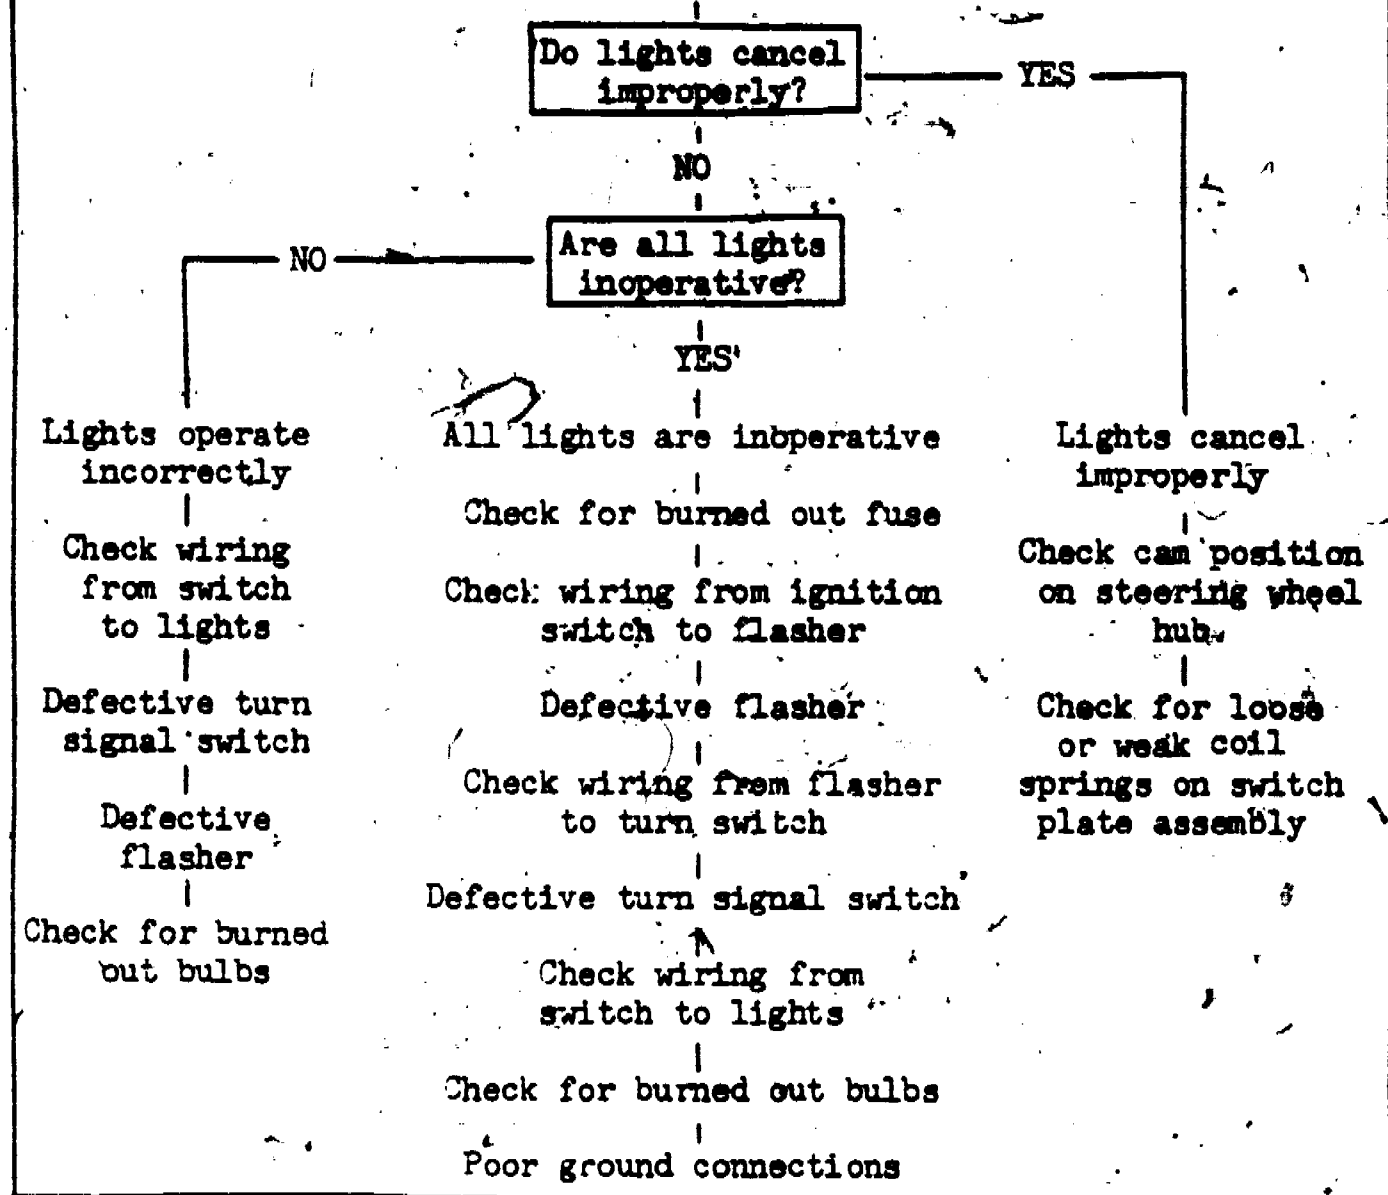 Do lights cancel
improperly?
YES
NO
Are all lights
inoperative?
NO
YES
Lights operate
incorrectly
Check wiring
from switch
to lights
Defective turn
signal switch
Defective
flasher
Check for burned
out bulbs
All lights are inoperative
Check for burned out fuse
Check wiring from ignition
switch to flasher
Defective flasher
Check wiring from flasher
to turn switch
Defective turn signal switch
Check wiring from
switch to lights
Check for burned out bulbs
Poor ground connections
Lights cancel
improperly
Check cam position
on steering wheel
hub
Check for loose
or weak coil
springs on switch
plate assembly